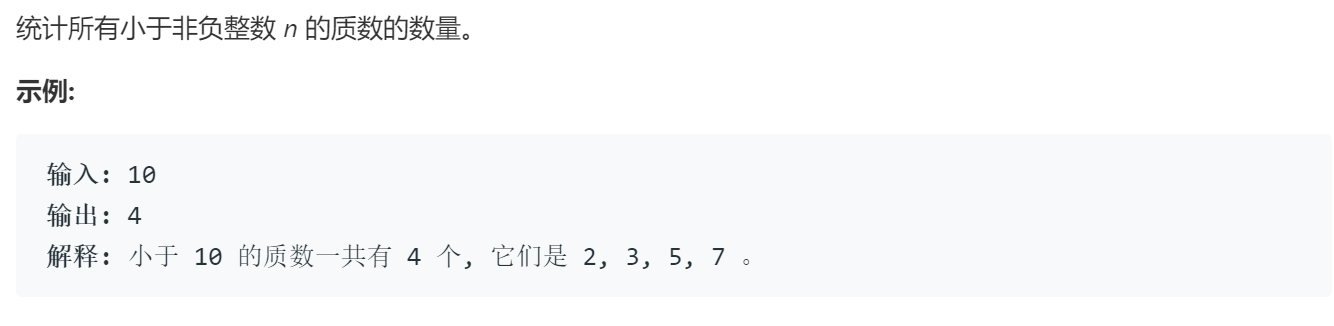 统计所有小于非负整数 n 的质数的数量。
示例:
输入: 10
输出: 4
解释: 小于 10 的质数一共有 4 个, 它们是 2, 3, 5, 7 。